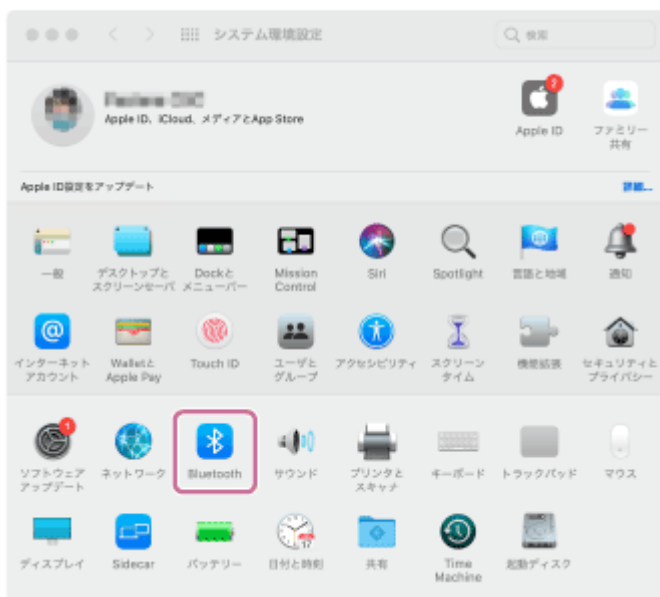 システム環境設定
検索
Apple ID、iCloud、メディアとApp Store
2
Apple ID
ファミリー
共有
Apple ID設定をアップデート
詳細...
一般
デスクトップと
スクリーンセーバ
Dockと
メニューバー
Mission
Control
Siri
Spotlight
言語と地域
通知
インターネット
アカウント
Walletと
Apple Pay
Touch ID
ユーザと
グループ
アクセシビリティ
スクリーン
タイム
機能拡張
セキュリティと
プライバシー
1
ソフトウェア
アップデート
ネットワーク
Bluetooth
サウンド
プリンタと
スキャナ
キーボード
トラックパッド
マウス
ディスプレイ
Sidecar
バッテリー
17
日付と時刻
共有
Time
Machine
起動ディスク